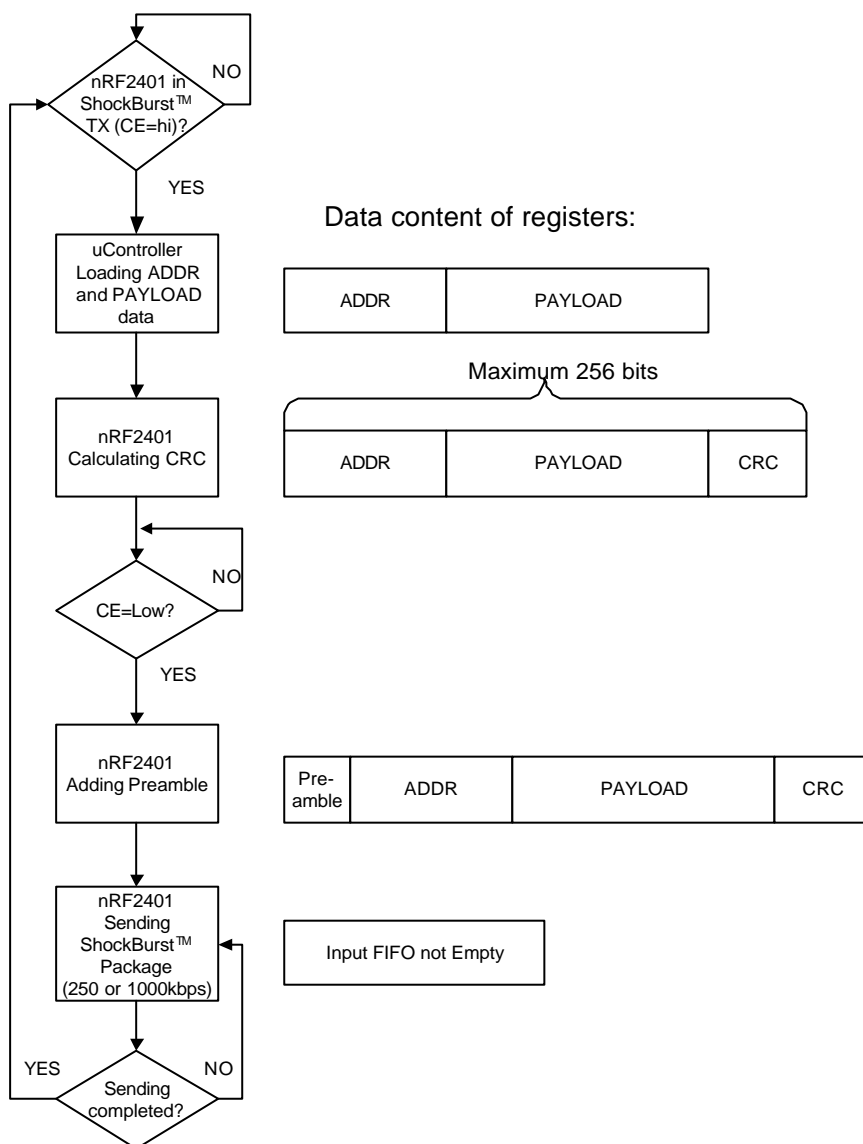 nRF2401 in
ShockBurst™
TX (CE=hi)?
NO
YES
Data content of registers:
uController
Loading ADDR
and PAYLOAD
data
ADDR
PAYLOAD
Maximum 256 bits
nRF2401
Calculating CRC
ADDR
PAYLOAD
CRC
NO
CE=Low?
YES
nRF2401
Adding Preamble
Pre-
amble
ADDR
PAYLOAD
CRC
nRF2401
Sending
ShockBurst™
Package
(250 or 1000kbps)
Input FIFO not Empty
YES
NO
Sending
completed?